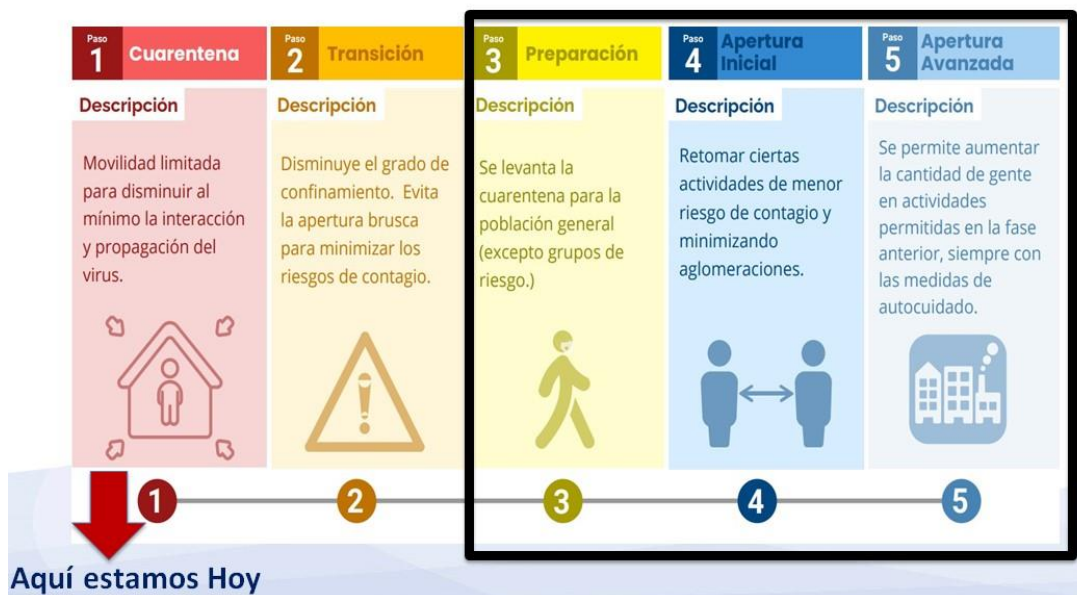 Paso
1
Cuarentena
Descripción
Movilidad limitada
para disminuir al
mínimo la interacción
y propagación del
virus.
Paso
2
Transición
Descripción
Disminuye el grado de
confinamiento. Evita
la apertura brusca
para minimizar los
riesgos de contagio.
Paso
3
Preparación
Descripción
Se levanta la
cuarentena para la
población general
(excepto grupos de
riesgo.)
Paso
4
Apertura
Inicial
Descripción
Retomar ciertas
actividades de menor
riesgo de contagio y
minimizando
aglomeraciones.
Paso
5
Apertura
Avanzada
Descripción
Se permite aumentar
la cantidad de gente
en actividades
permitidas en la fase
anterior, siempre con
las medidas de
autocuidado.
1
2
3
4
5
Aquí estamos Hoy